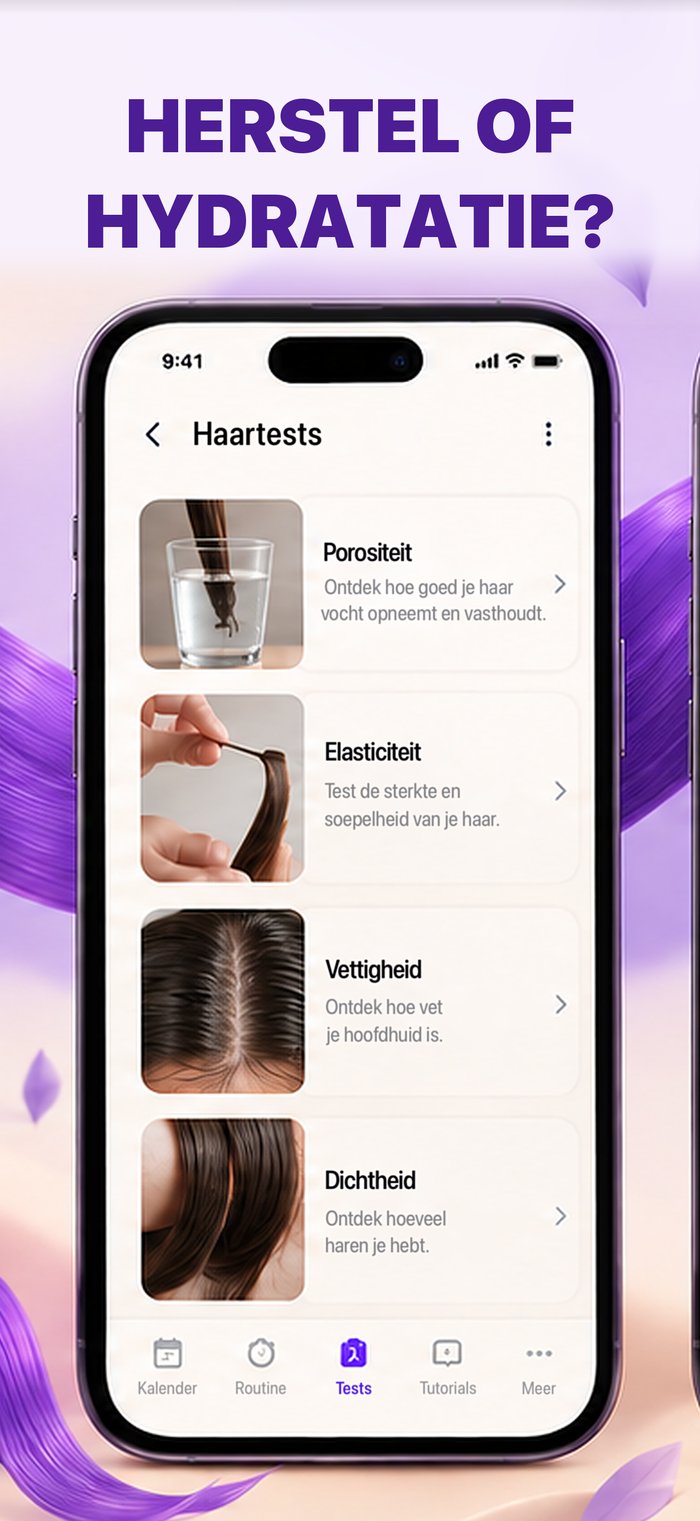 HERSTEL OF
HYDRATATIE?
9:41
Haartests
Porositeit
Ontdek hoe goed je haar
vocht opneemt en vasthoudt.
Elasticiteit
Test de sterkte en
soepelheid van je haar.
Vettigheid
Ontdek hoe vet
je hoofdhuid is.
Dichtheid
Ontdek hoeveel
haren je hebt.
Kalender
Routine
Tests
Tutorials
Meer